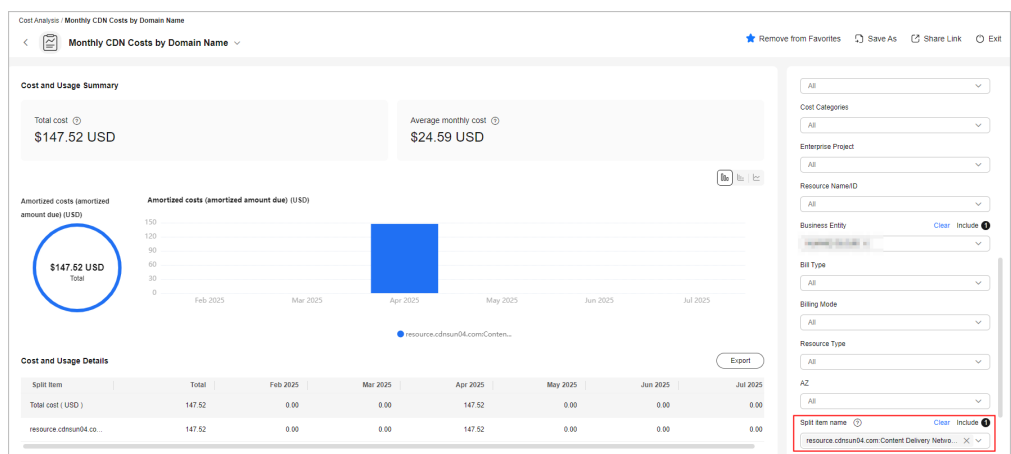 Cost Analysis / Monthly CDN Costs by Domain Name
Monthly CDN Costs by Domain Name
Remove from Favorites
Save As
Share Link
Exit
Cost and Usage Summary
Total cost
$147.52 USD
Average monthly cost
$24.59 USD
Amortized costs (amortized
amount due) (USD)
$147.52 USD
Total
Amortized costs (amortized amount due) (USD)
150
120
90
60
30
0
Feb 2025 Mar 2025 Apr 2025 May 2025 Jun 2025 Jul 2025
resource.cdnsun04.com:Conten...
Cost and Usage Details
Export
Split Item Total Feb 2025 Mar 2025 Apr 2025 May 2025 Jun 2025 Jul 2025
Total cost ( USD ) 147.52 0.00 0.00 147.52 0.00 0.00 0.00
resource.cdnsun04.co... 147.52 0.00 0.00 147.52 0.00 0.00 0.00
All
Cost Categories
All
Enterprise Project
All
Resource Name/ID
All
Business Entity Clear Include 1
Bill Type
All
Billing Mode
All
Resource Type
All
AZ
All
Split item name Clear Include 1
resource.cdnsun04.com:Content Delivery Netwo...